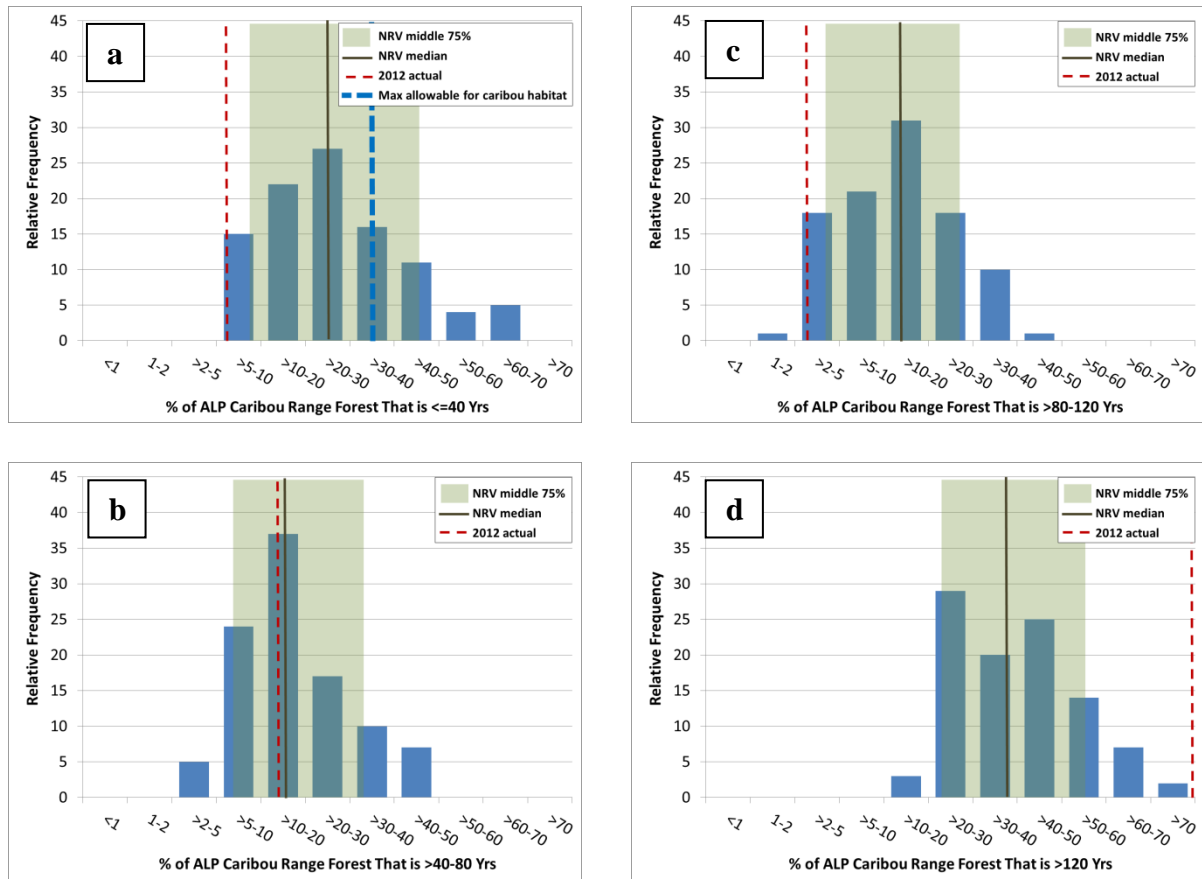 a
Relative Frequency
45
40
35
30
25
20
15
10
5
0
NRV middle 75%
NRV median
2012 actual
Max allowable for caribou habitat
<1 1-2 >2-5 >5-10 >10-20 >20-30 >30-40 >40-50 >50-60 >60-70 >70
% of ALP Caribou Range Forest That is <=40 Yrs
c
Relative Frequency
45
40
35
30
25
20
15
10
5
0
NRV middle 75%
NRV median
2012 actual
<1 1-2 >2-5 >5-10 >10-20 >20-30 >30-40 >40-50 >50-60 >60-70 >70
% of ALP Caribou Range Forest That is >80-120 Yrs
b
Relative Frequency
45
40
35
30
25
20
15
10
5
0
NRV middle 75%
NRV median
2012 actual
<1 1-2 >2-5 >5-10 >10-20 >20-30 >30-40 >40-50 >50-60 >60-70 >70
% of ALP Caribou Range Forest That is >40-80 Yrs
d
Relative Frequency
45
40
35
30
25
20
15
10
5
0
NRV middle 75%
NRV median
2012 actual
<1 1-2 >2-5 >5-10 >10-20 >20-30 >30-40 >40-50 >50-60 >60-70 >70
% of ALP Caribou Range Forest That is >120 Yrs